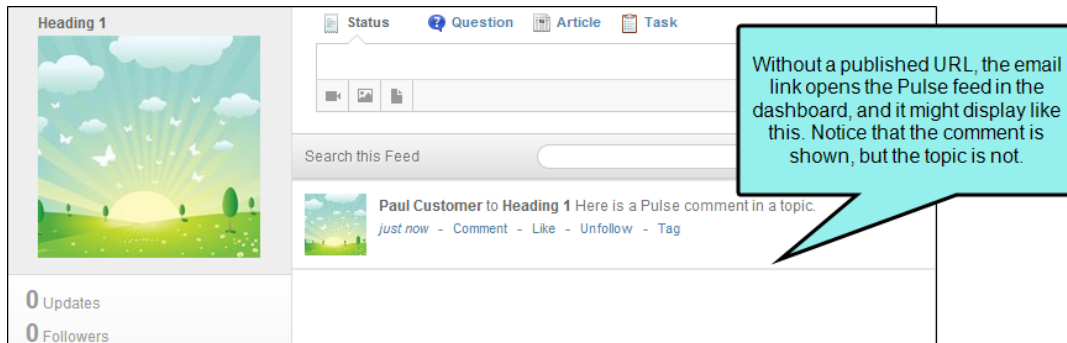 Heading 1
Status Question Article Task
Without a published URL, the email
link opens the Pulse feed in the
dashboard, and it might display like
this. Notice that the comment is
shown, but the topic is not.
Search this Feed
Paul Customer to Heading 1 Here is a Pulse comment in a topic.
just now - Comment - Like - Unfollow - Tag
0 Updates
0 Followers